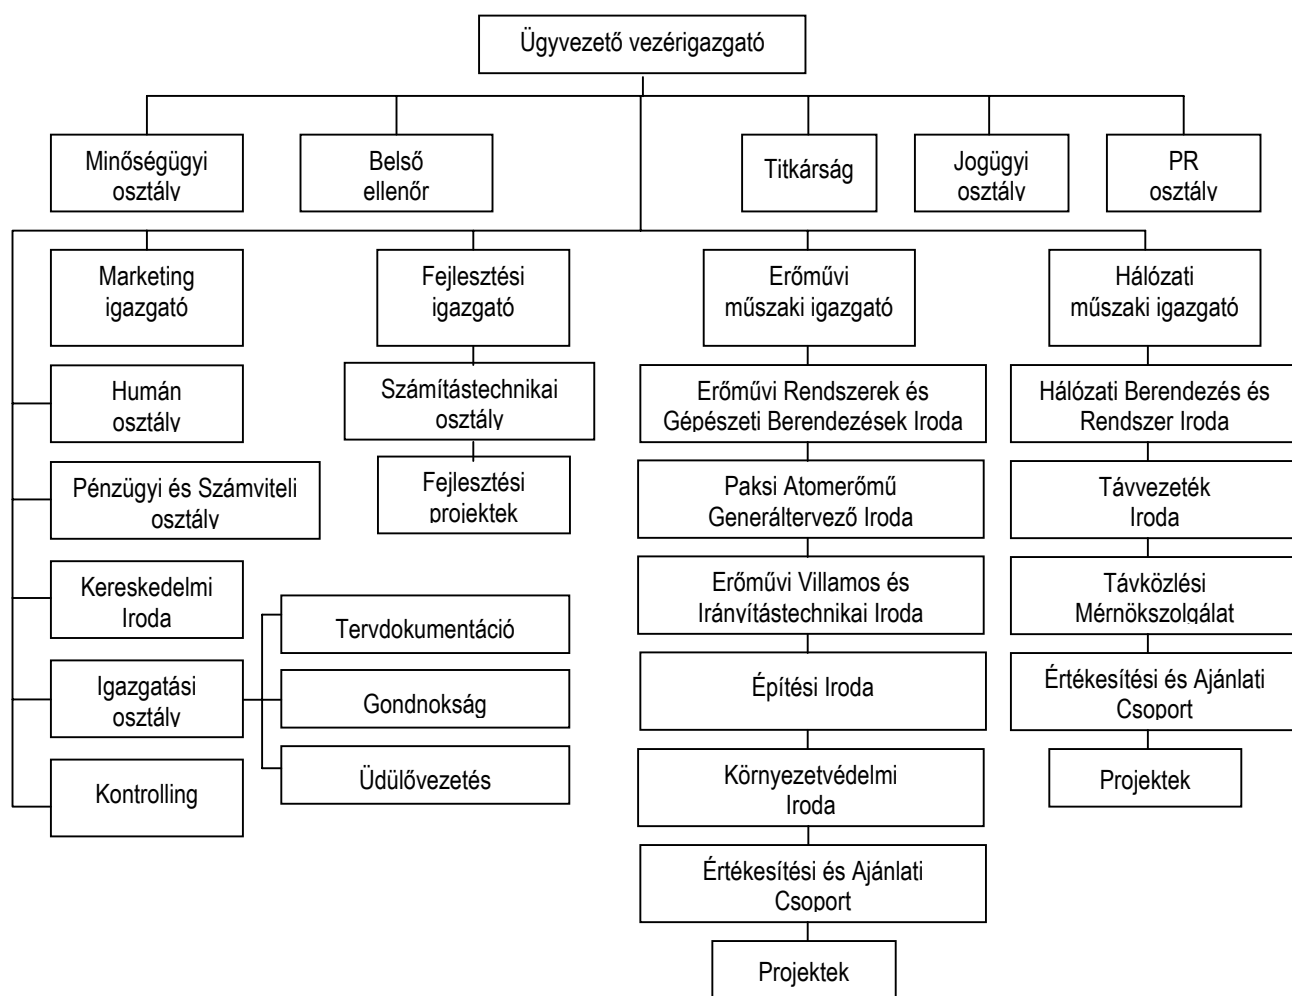 Ügyvezető vezérigazgató
Minőségügyi
osztály
Belső
ellenőr
Titkárság
Jogügyi
osztály
PR
osztály
Marketing
igazgató
Fejlesztési
igazgató
Erőművi
műszaki igazgató
Hálózati
műszaki igazgató
Humán
osztály
Pénzügyi és Számviteli
osztály
Kereskedelmi
Iroda
Igazgatási
osztály
Kontrolling
Tervdokumentáció
Gondnokság
Üdülővezetés
Számítástechnikai
osztály
Fejlesztési
projektek
Erőművi Rendszerek és
Gépészeti Berendezések Iroda
Paksi Atomerőmű
Generáltervező Iroda
Erőművi Villamos és
Irányítástechnikai Iroda
Építési Iroda
Környezetvédelmi
Iroda
Értékesítési és Ajánlati
Csoport
Projektek
Hálózati Berendezés és
Rendszer Iroda
Távvezeték
Iroda
Távközlési
Mérnökszolgálat
Értékesítési és Ajánlati
Csoport
Projektek